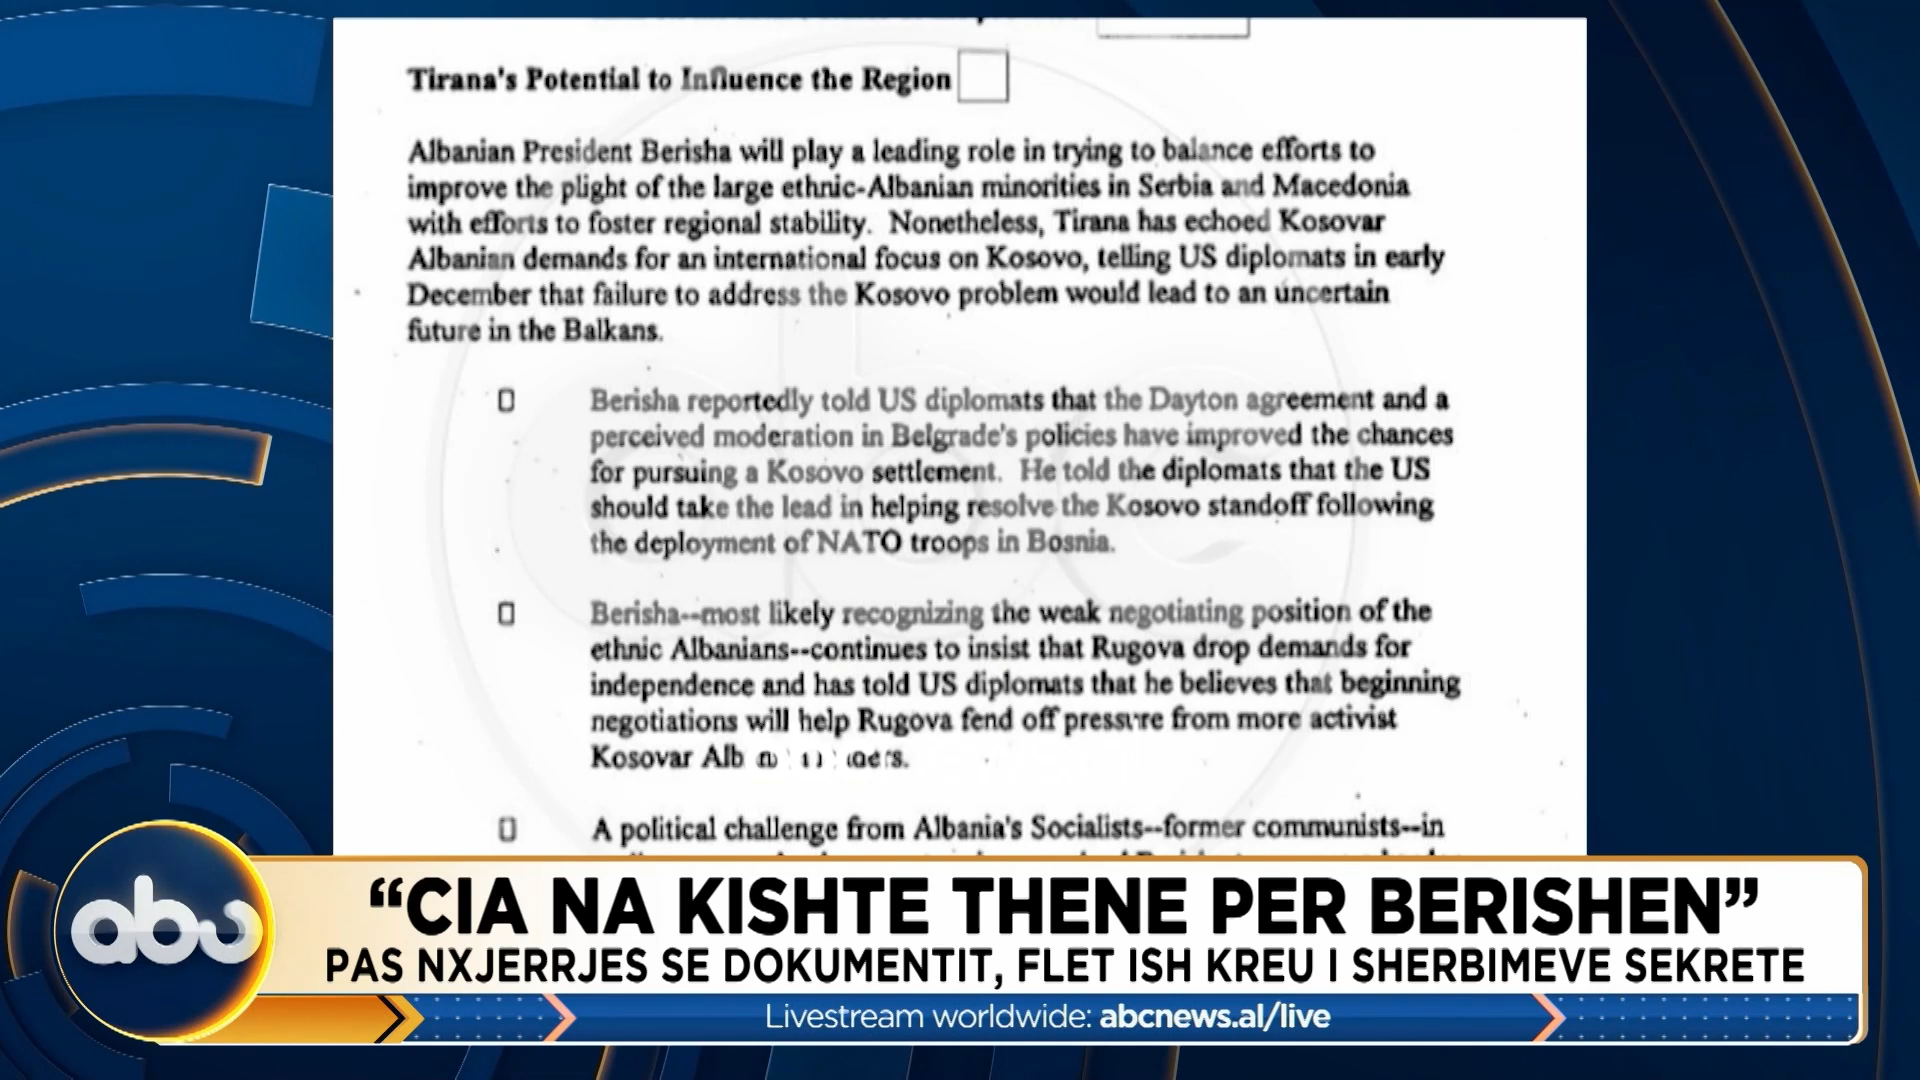 Tirana's Potential to Influence the Region
Albanian President Berisha will play a leading role in trying to balance efforts to
improve the plight of the large ethnic-Albanian minorities in Serbia and Macedonia
with efforts to foster regional stability. Nonetheless, Tirana has echoed Kosovar
Albanian demands for an international focus on Kosovo, telling US diplomats in early
December that failure to address the Kosovo problem would lead to an uncertain
future in the Balkans.
Berisha reportedly told US diplomats that the Dayton agreement and a
perceived moderation in Belgrade's policies have improved the chances
for pursuing a Kosovo settlement. He told the diplomats that the US
should take the lead in helping resolve the Kosovo standoff following
the deployment of NATO troops in Bosnia.
Berisha--most likely recognizing the weak negotiating position of the
ethnic Albanians--continues to insist that Rugova drop demands for
independence and has told US diplomats that he believes that beginning
negotiations will help Rugova fend off pressure from more activist
Kosovar
A political challenge from Albania's Socialists--former communists--in
abc
“CIA NA KISHTE THENE PER BERISHEN”
PAS NXJERRJES SE DOKUMENTIT, FLET ISH KREU I SHERBIMEVE SEKRETE
Livestream worldwide: abcnews.al/live